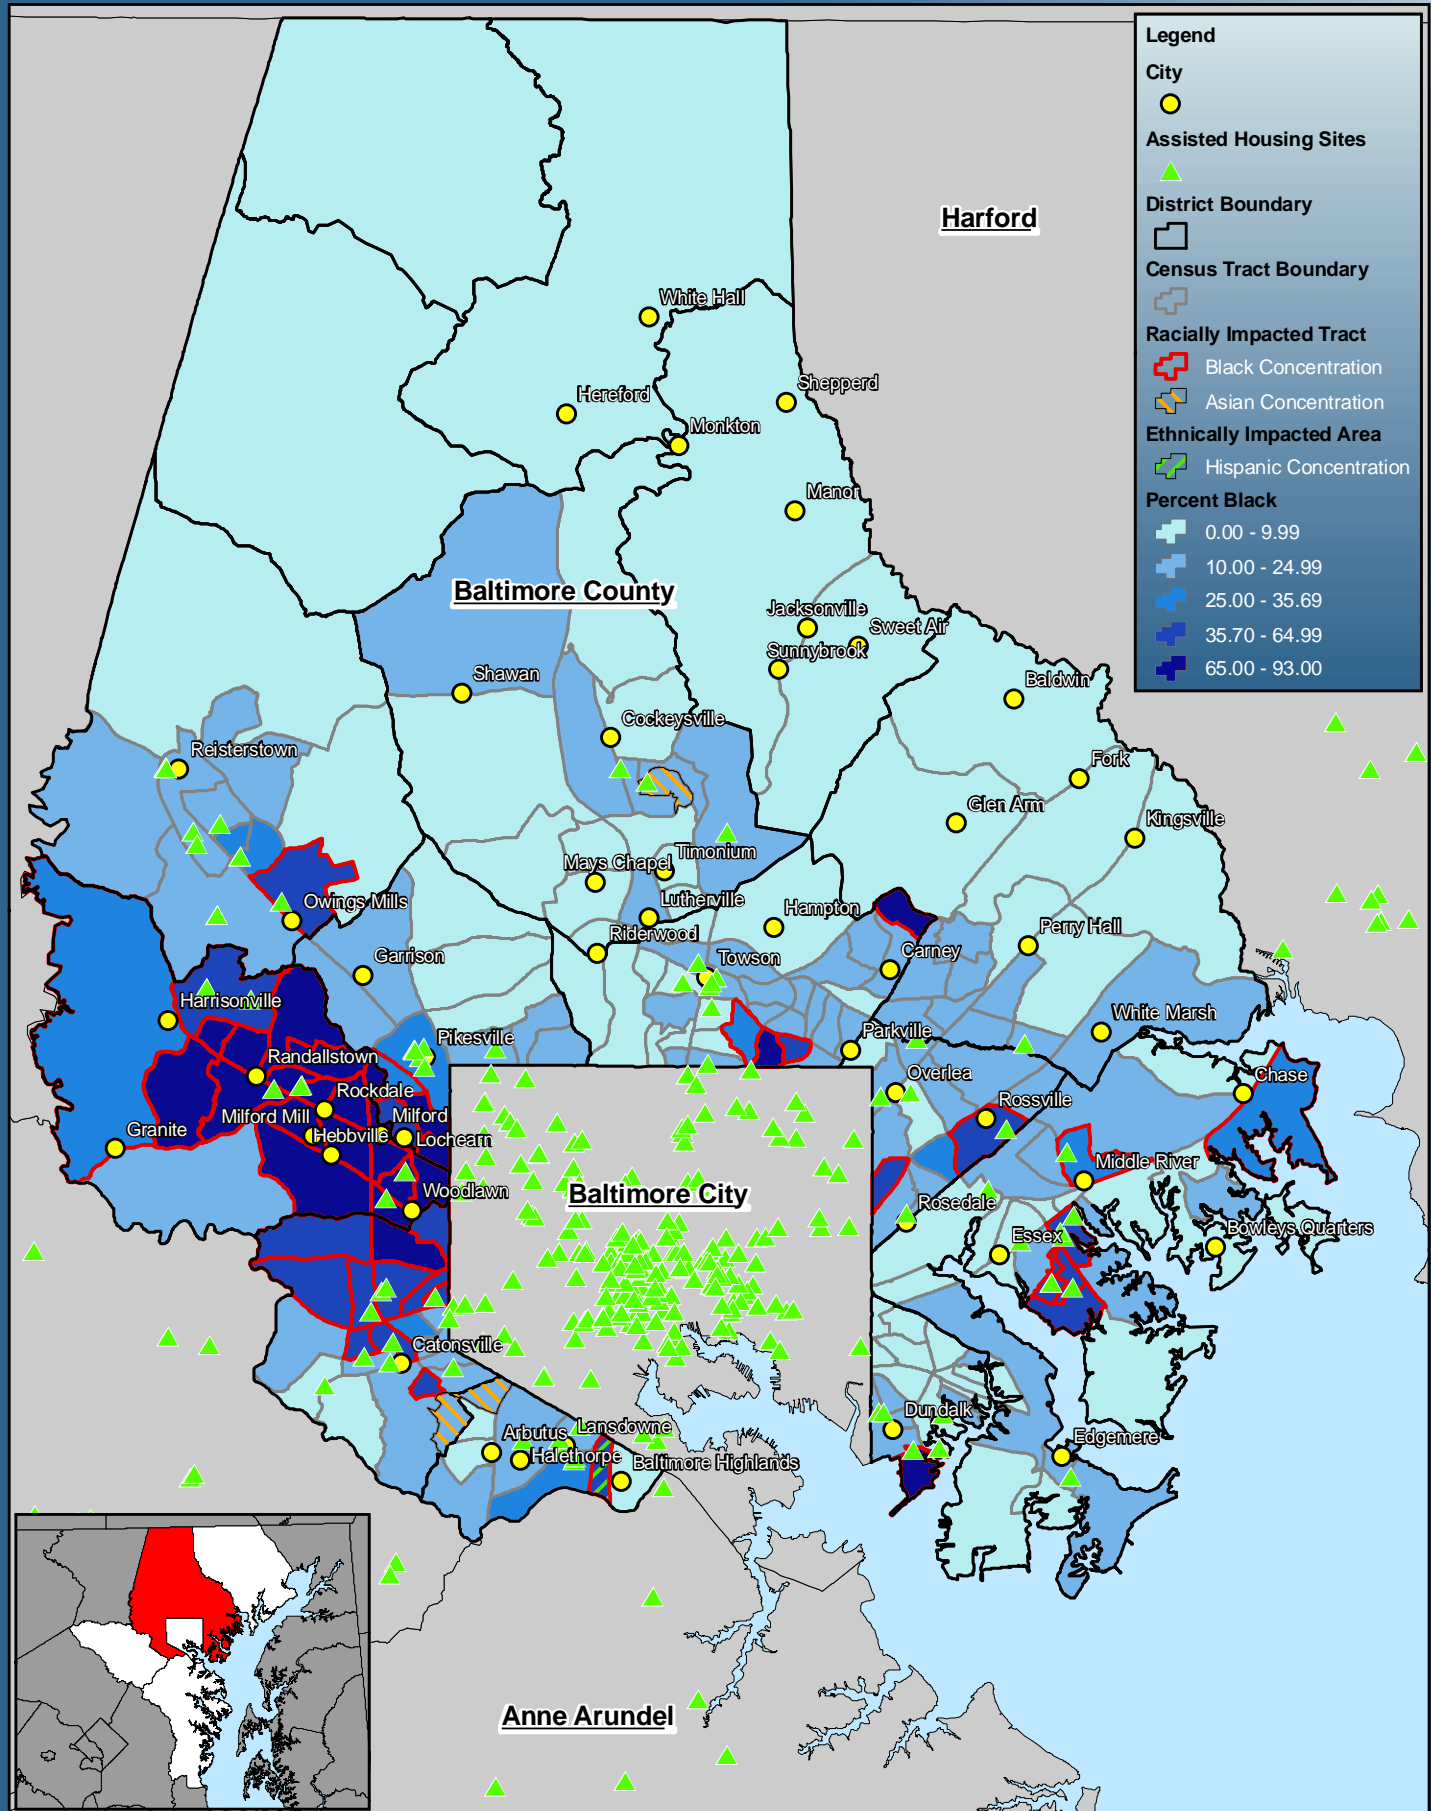 Legend
City
Assisted Housing Sites
District Boundary
Census Tract Boundary
Racially Impacted Tract
Black Concentration
Asian Concentration
Ethnically Impacted Area
Hispanic Concentration
Percent Black
0.00 - 9.99
10.00 - 24.99
25.00 - 35.69
35.70 - 64.99
65.00 - 93.00
Harford
White Hall
Shepperd
Hereford
Monkton
Manor
Baltimore County
Jacksonville
Sweet Air
Sunnybrook
Shawan
Baldwin
Cockeysville
Reisterstown
Fork
Glen Arm
Kingsville
Mays Chapel
Timonium
Owings Mills
Lutherville
Hampton
Perry Hall
Riderwood
Carney
Garrison
Towson
Harrisonville
White Marsh
Pikesville
Parkville
Randallstown
Overlea
Chase
Rockdale
Rossville
Milford Mill
Milford
Granite
Hebbville
Lochearn
Middle River
Woodlawn
Baltimore City
Rosedale
Bowleys Quarters
Essex
Catonsville
Dundalk
Arbutus
Lansdowne
Edgemere
Halethorpe
Baltimore Highlands
Anne Arundel